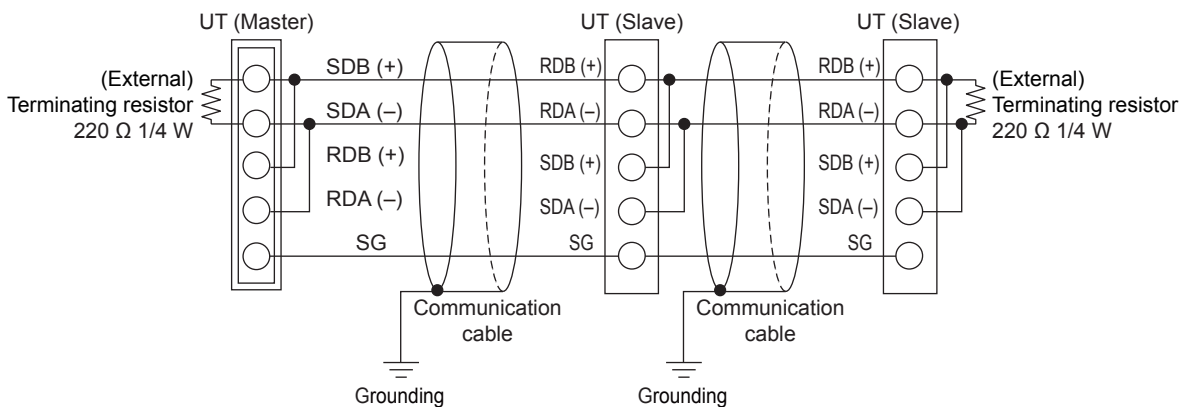 UT (Master)
UT (Slave)
UT (Slave)
(External)
Terminating resistor
220 Ω 1/4 W
SDB (+)
SDA (–)
RDB (+)
RDA (–)
SG
RDB (+)
RDA (–)
SDB (+)
SDA (–)
SG
RDB (+)
RDA (–)
SDB (+)
SDA (–)
SG
(External)
Terminating resistor
220 Ω 1/4 W
Communication
cable
Communication
cable
Grounding
Grounding